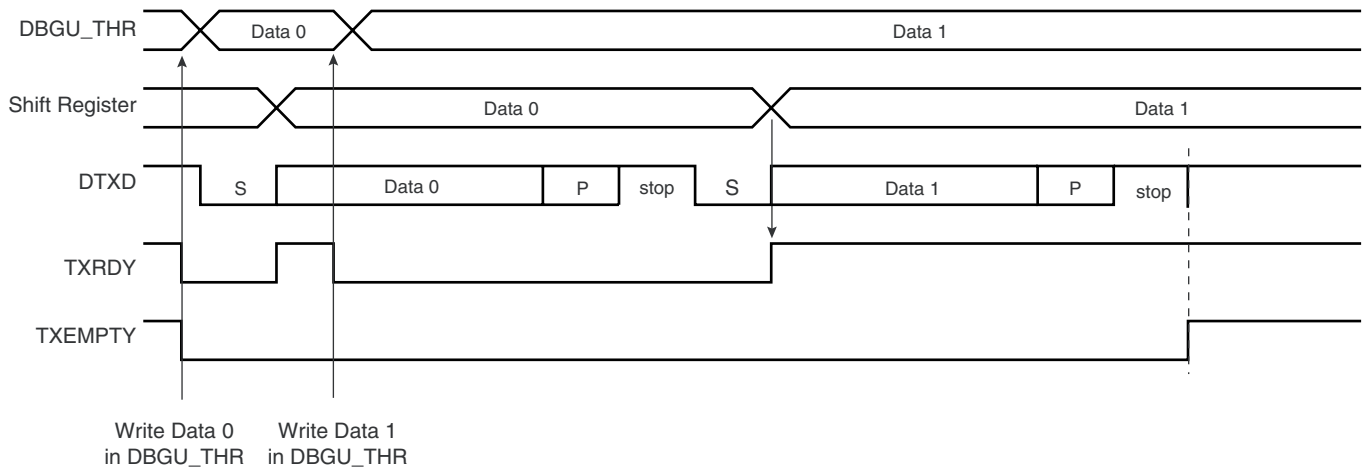 DBGU_THR Data 0 Data 1
Shift Register Data 0 Data 1
DTXD S Data 0 P stop S Data 1 P stop
TXRDY
TXEMPTY
Write Data 0 Write Data 1
in DBGU_THR in DBGU_THR